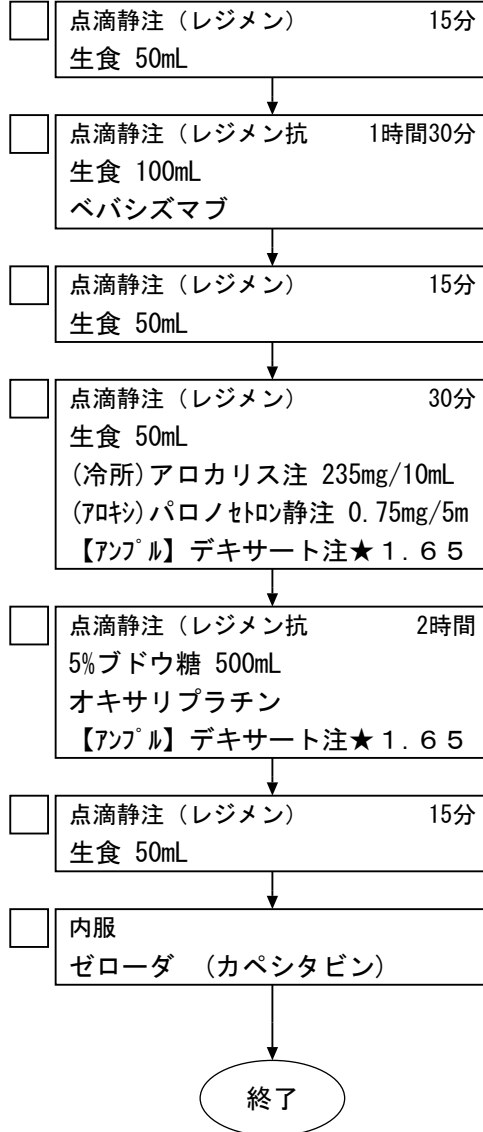 点滴静注（レジメン） 15分
生食 50mL
点滴静注（レジメン抗 1時間30分
生食 100mL
ベバシズマブ
点滴静注（レジメン） 15分
生食 50mL
点滴静注（レジメン） 30分
生食 50mL
(冷所)アロカリス注 235mg/10mL
(ｱﾛｷｼ)パロノｾﾄﾛﾝ静注 0.75mg/5m
【ｱﾝﾌﾟﾙ】デキサート注★１.６５
点滴静注（レジメン抗 2時間
5%ブドウ糖 500mL
オキサリプラチン
【ｱﾝﾌﾟﾙ】デキサート注★１.６５
点滴静注（レジメン） 15分
生食 50mL
内服
ゼローダ （カペシタビン）
終了